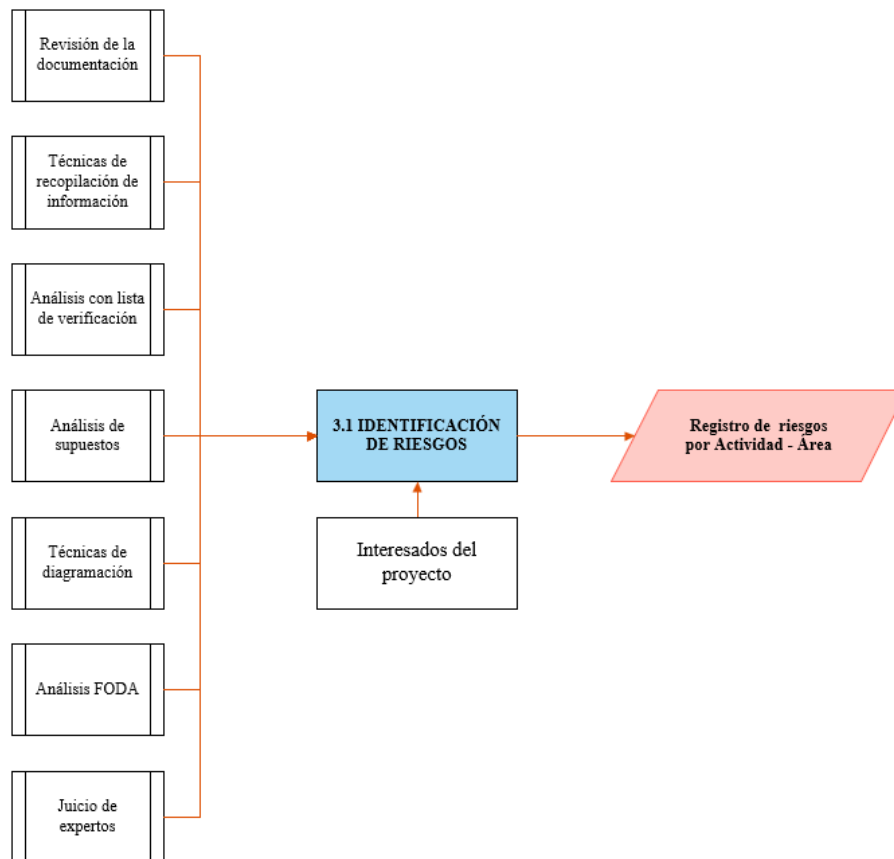 Revisión de la
documentación
Técnicas de
recopilación de
información
Análisis con lista
de verificación
Análisis de
supuestos
Técnicas de
diagramación
Análisis FODA
Juicio de
expertos
3.1 IDENTIFICACIÓN
DE RIESGOS
Interesados del
proyecto
Registro de riesgos
por Actividad - Área